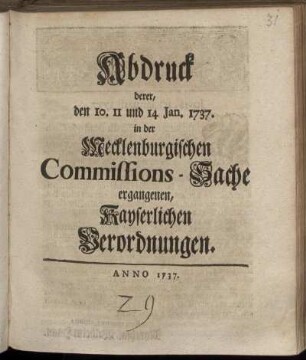 31
Abdruck
derer,
den 10. 11 und 14 Jan. 1737.
in der
Mecklenburgischen
Commissions-Sache
ergangenen,
Kayserlichen
Verordnungen.
ANNO 1737.
Z 9